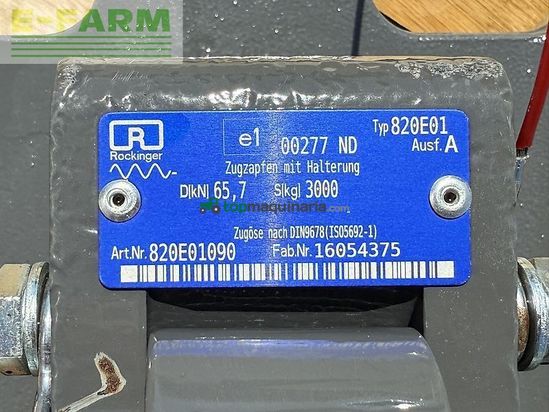 E-FARM
Rockinger
e1
00277 ND
Typ 820E01
Ausf. A
Zugzapfen mit Halterung
D[kN] 65,7 S[kg] 3000
topmaquinaria.com
Zugöse nach DIN9678(ISO5692-1)
Art.Nr. 820E01090 Fab.Nr. 16054375